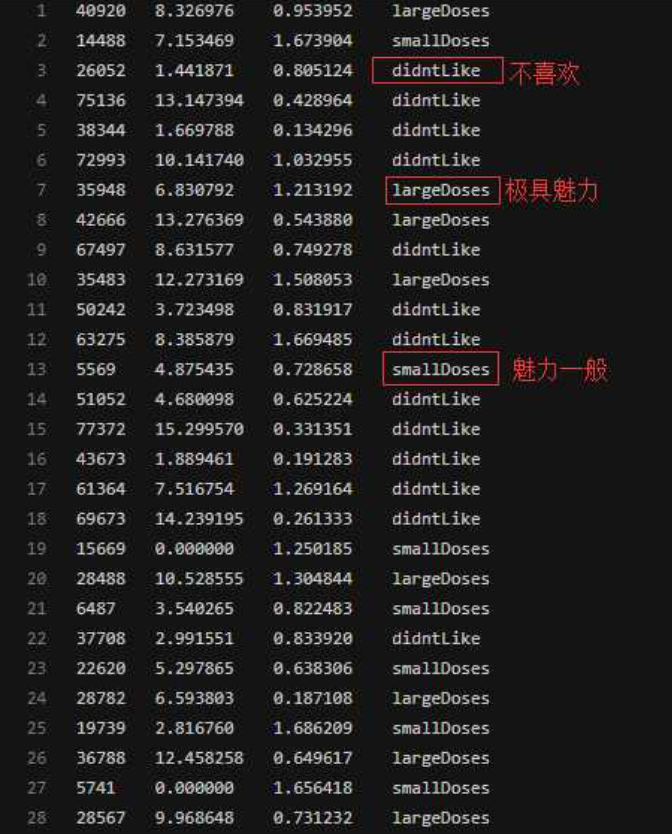 1 40920 8.326976 0.953952 largeDoses
2 14488 7.153469 1.673904 smallDoses
3 26052 1.441871 0.805124 didntLike 不喜欢
4 75136 13.147394 0.428964 didntLike
5 38344 1.669788 0.134296 didntLike
6 72993 10.141740 1.032955 didntLike
7 35948 6.830792 1.213192 largeDoses 极具魅力
8 42666 13.276369 0.543880 largeDoses
9 67497 8.631577 0.749278 didntLike
10 35483 12.273169 1.508053 largeDoses
11 50242 3.723498 0.831917 didntLike
12 63275 8.385879 1.669485 didntLike
13 5569 4.875435 0.728658 smallDoses 魅力一般
14 51052 4.680098 0.625224 didntLike
15 77372 15.299570 0.331351 didntLike
16 43673 1.889461 0.191283 didntLike
17 61364 7.516754 1.269164 didntLike
18 69673 14.239195 0.261333 didntLike
19 15669 0.000000 1.250185 smallDoses
20 28488 10.528555 1.304844 largeDoses
21 6487 3.540265 0.822483 smallDoses
22 37708 2.991551 0.833920 didntLike
23 22620 5.297865 0.638306 smallDoses
24 28782 6.593803 0.187108 largeDoses
25 19739 2.816760 1.686209 smallDoses
26 36788 12.458258 0.649617 largeDoses
27 5741 0.000000 1.656418 smallDoses
28 28567 9.968648 0.731232 largeDoses